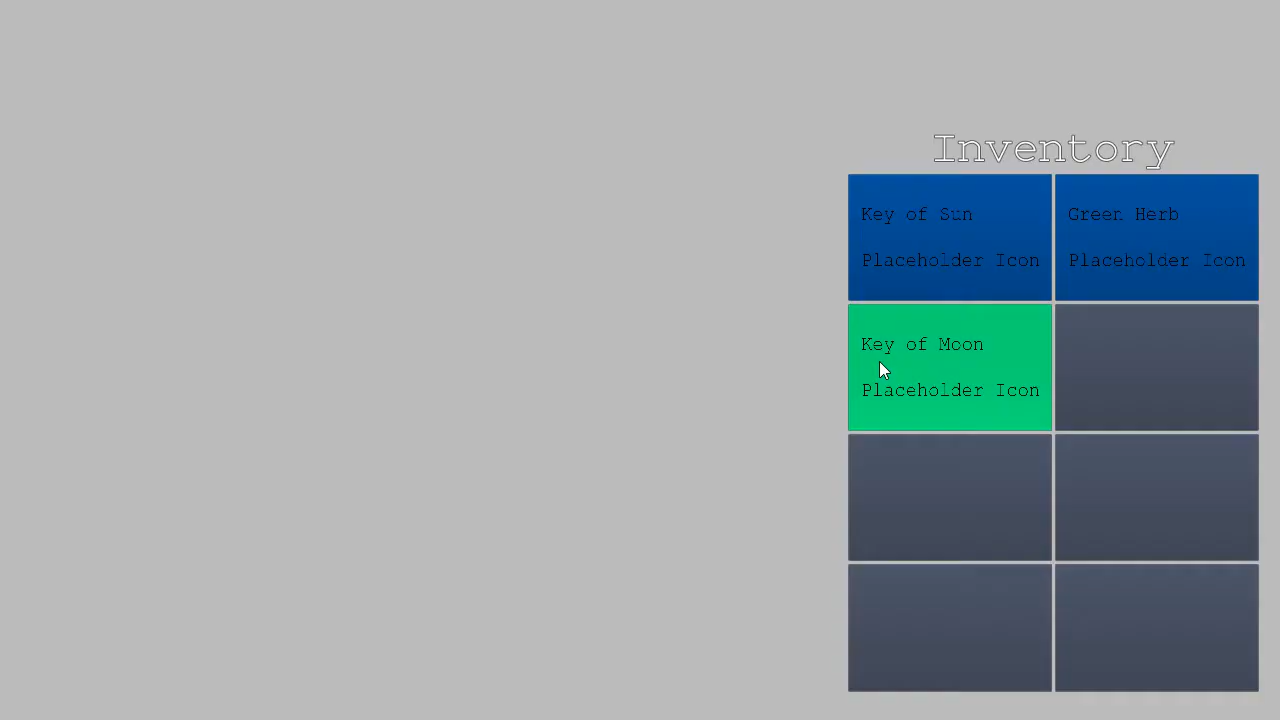 Inventory
Key of Sun
Placeholder Icon
Green Herb
Placeholder Icon
Key of Moon
Placeholder Icon